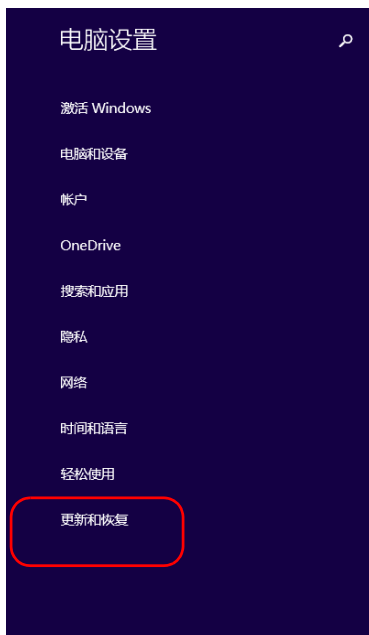 电脑设置
激活 Windows
电脑和设备
帐户
OneDrive
搜索和应用
隐私
网络
时间和语言
轻松使用
更新和恢复